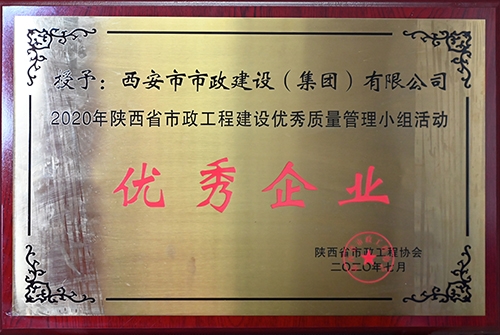 授予：西安市市政建设（集团）有限公司
2020年陕西省市政工程建设优秀质量管理小组活动
优秀企业
陕西省市政工程协会
二〇二〇年七月